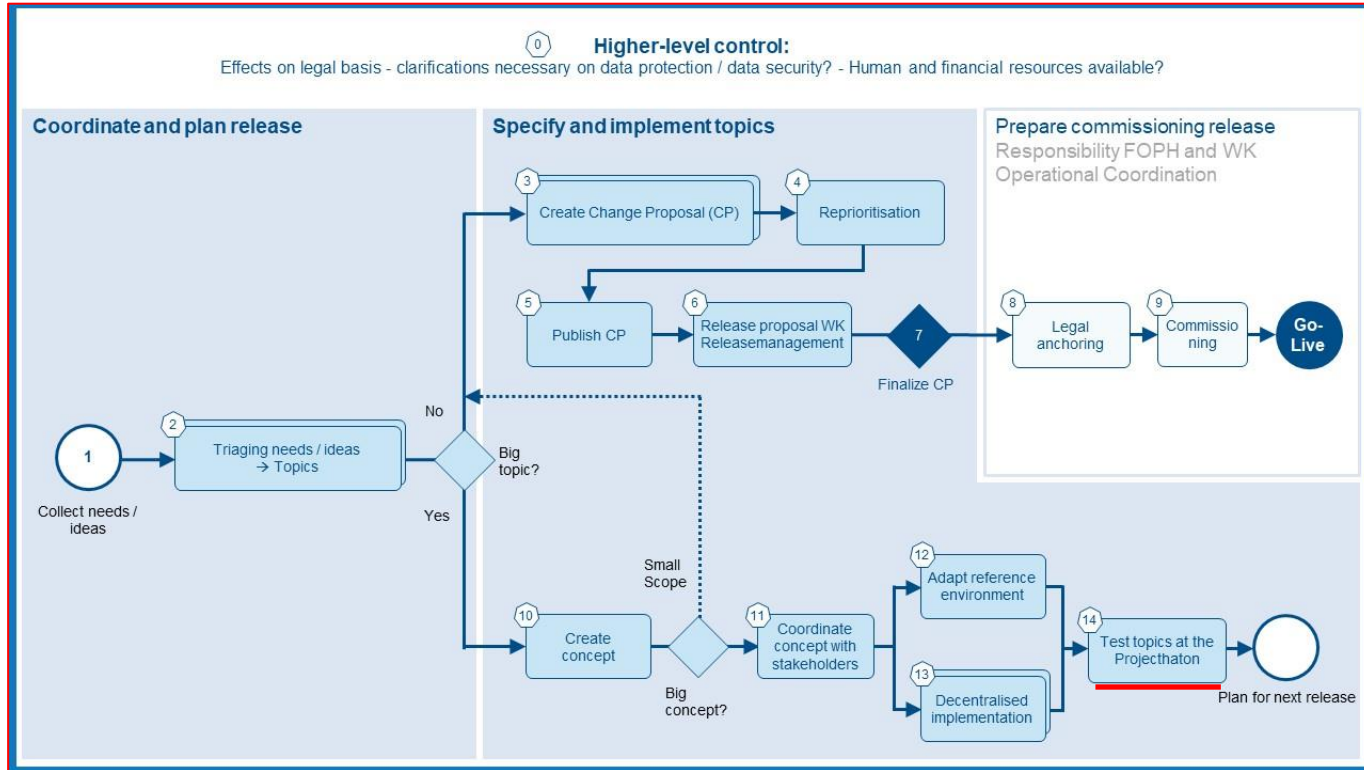 0 Higher-level control:
Effects on legal basis - clarifications necessary on data protection / data security? - Human and financial resources available?
Coordinate and plan release
Specify and implement topics
Prepare commissioning release
Responsibility FOPH and WK
Operational Coordination
3
Create Change Proposal (CP)
4
Reprioritisation
5
Publish CP
6
Release proposal WK
Releasemanagement
7
Finalize CP
8
Legal
anchoring
9
Commissio
ning
Go-
Live
1
Collect needs /
ideas
2
Triaging needs / ideas
→ Topics
No
Big
topic?
Yes
Small
Scope
10
Create
concept
Big
concept?
11
Coordinate
concept with
stakeholders
12
Adapt reference
environment
13
Decentralised
implementation
14
Test topics at the
Projecthaton
Plan for next release